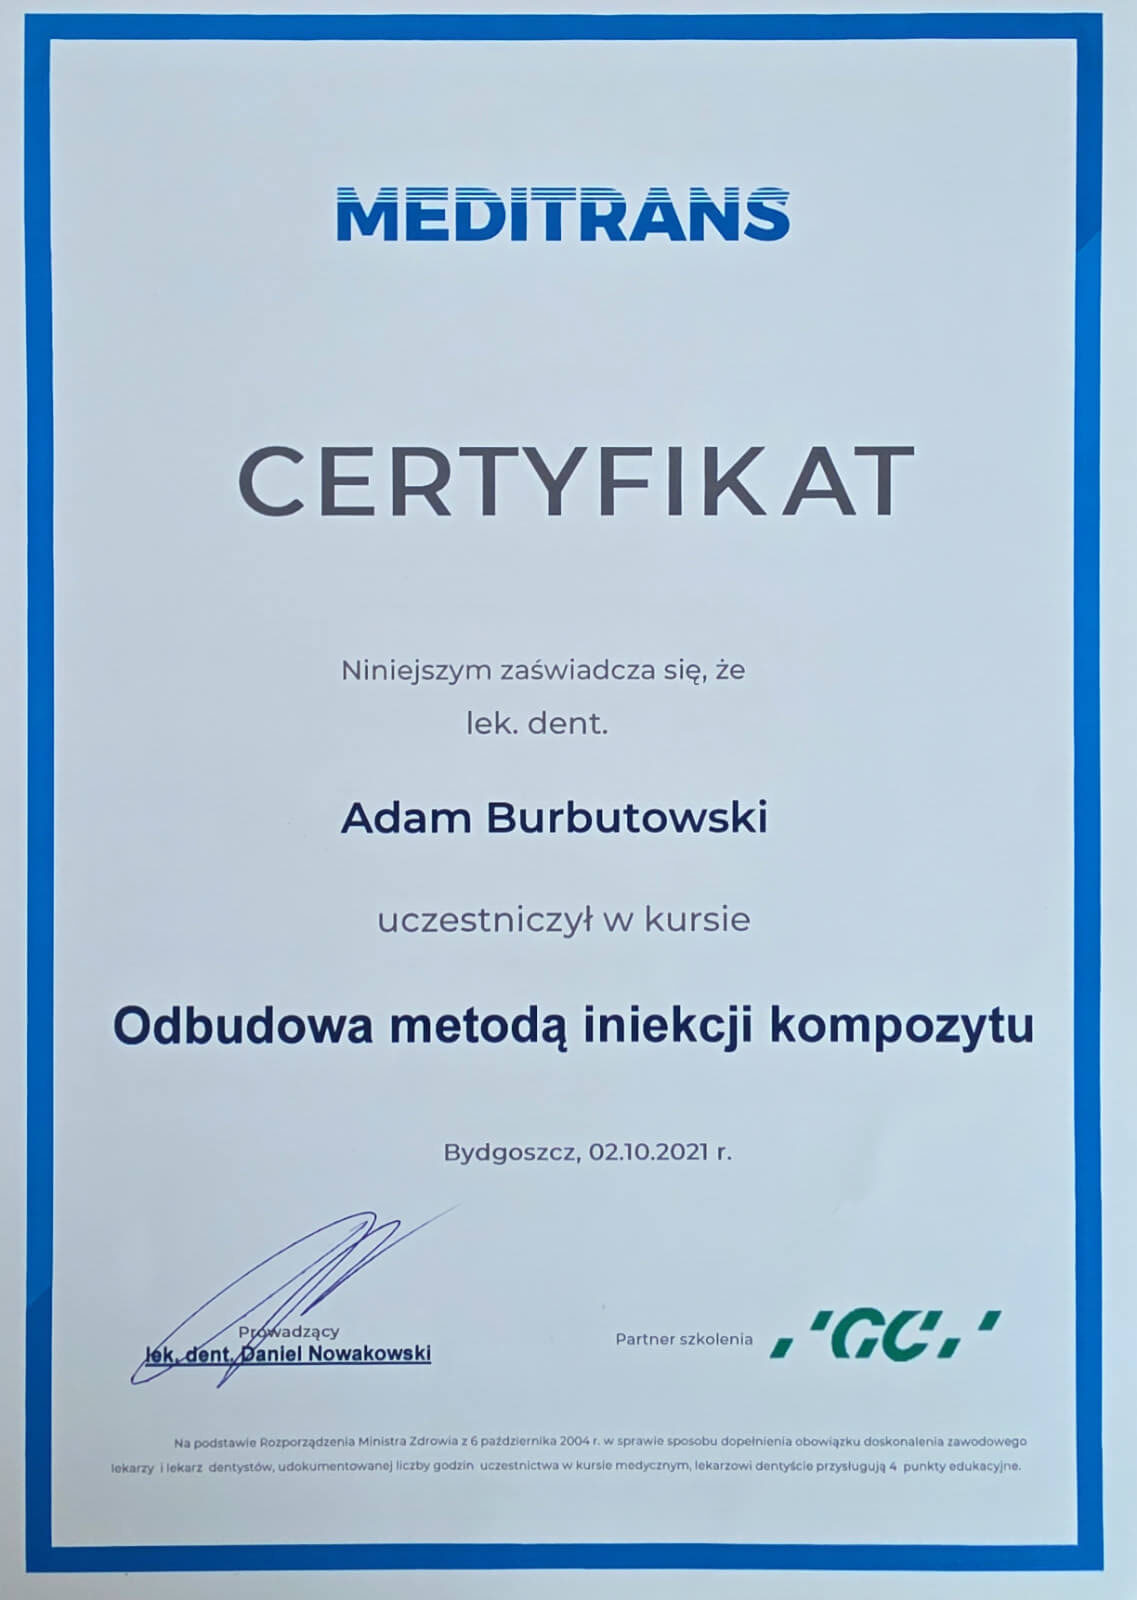 MEDITRANS
CERTYFIKAT
Niniejszym zaświadcza się, że
lek. dent.
Adam Burbutowski
uczestniczył w kursie
Odbudowa metodą iniekcji kompozytu
Bydgoszcz, 02.10.2021 r.
Prowadzący
lek. dent. Daniel Nowakowski
Partner szkolenia
GC
Na podstawie Rozporządzenia Ministra Zdrowia z 6 października 2004 r. w sprawie sposobu dopełnienia obowiązku doskonalenia zawodowego
lekarzy i lekarz dentystów, udokumentowanej liczby godzin uczestnictwa w kursie medycznym, lekarzowi dentyście przysługują 4 punkty edukacyjne.